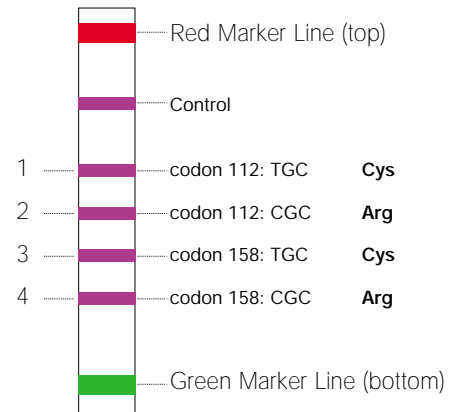 Red Marker Line (top)
Control
1 codon 112: TGC Cys
2 codon 112: CGC Arg
3 codon 158: TGC Cys
4 codon 158: CGC Arg
Green Marker Line (bottom)